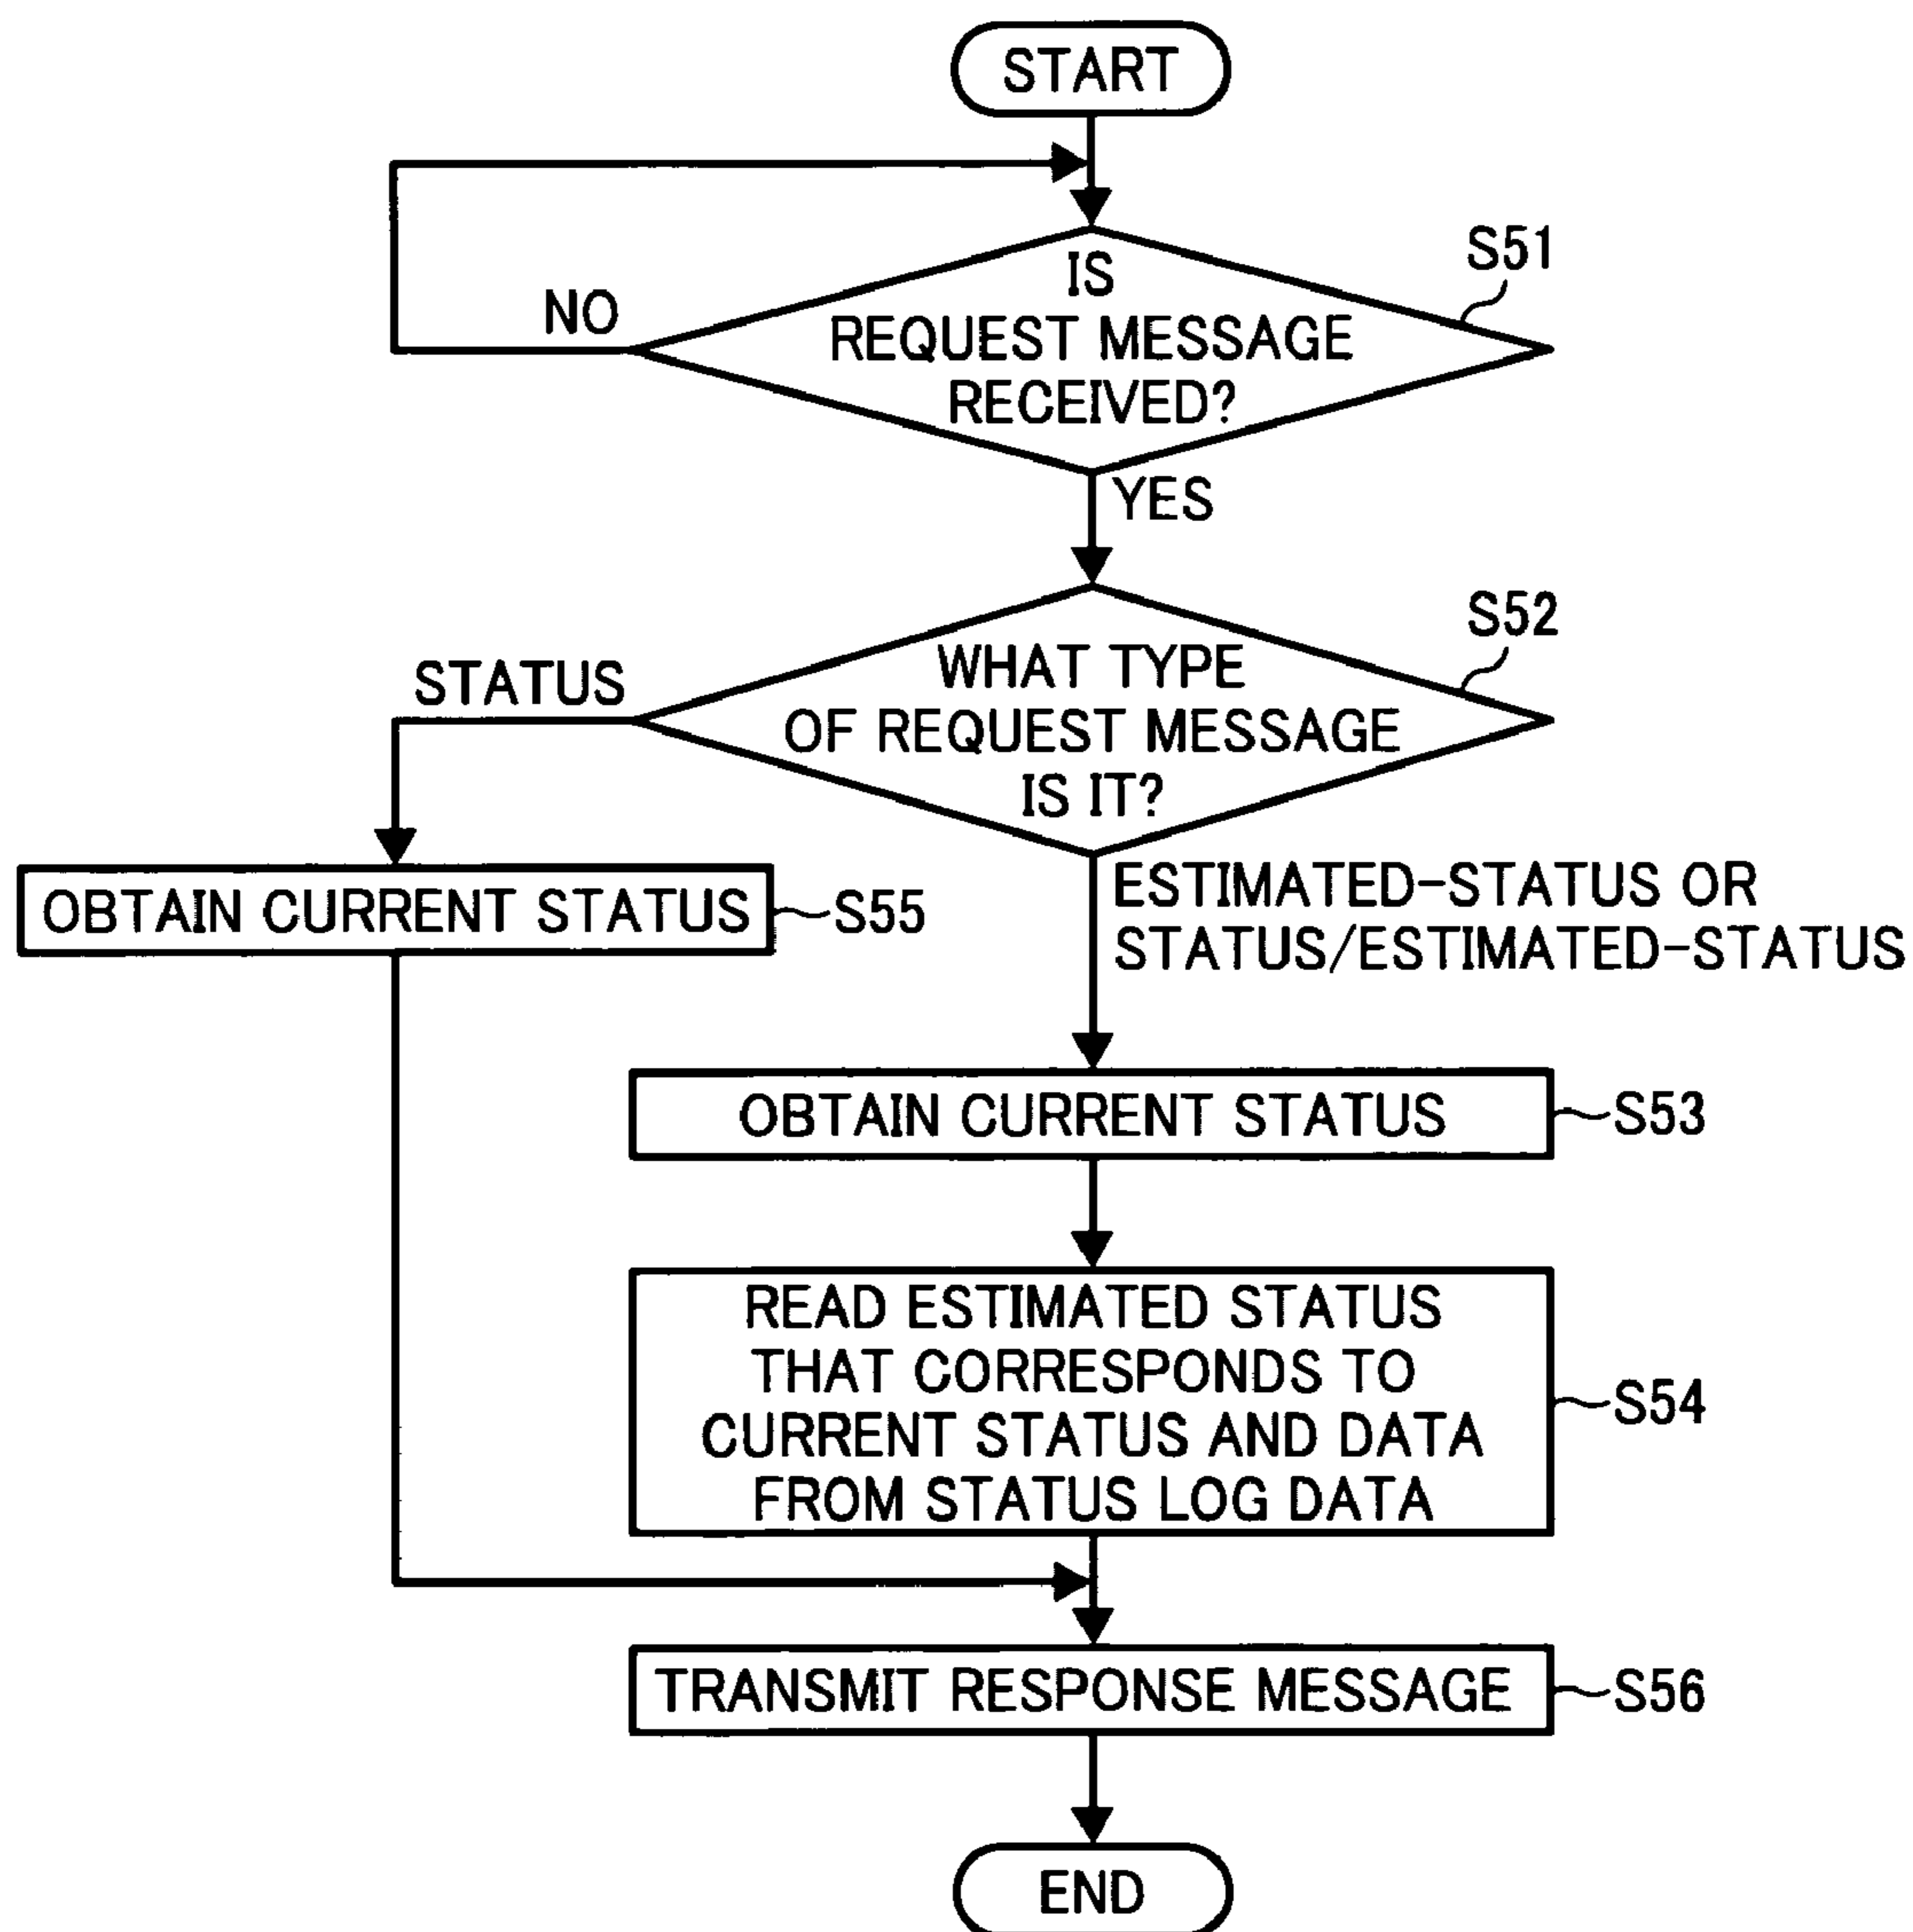 START
S51
IS
NO
REQUEST MESSAGE
RECEIVED?
YES
S52
WHAT TYPE
STATUS
OF REQUEST MESSAGE
IS IT?
ESTIMATED-STATUS OR
STATUS/ESTIMATED-STATUS
OBTAIN CURRENT STATUS
S55
OBTAIN CURRENT STATUS
S53
READ ESTIMATED STATUS
THAT CORRESPONDS TO
CURRENT STATUS AND DATA
FROM STATUS LOG DATA
S54
TRANSMIT RESPONSE MESSAGE
S56
END